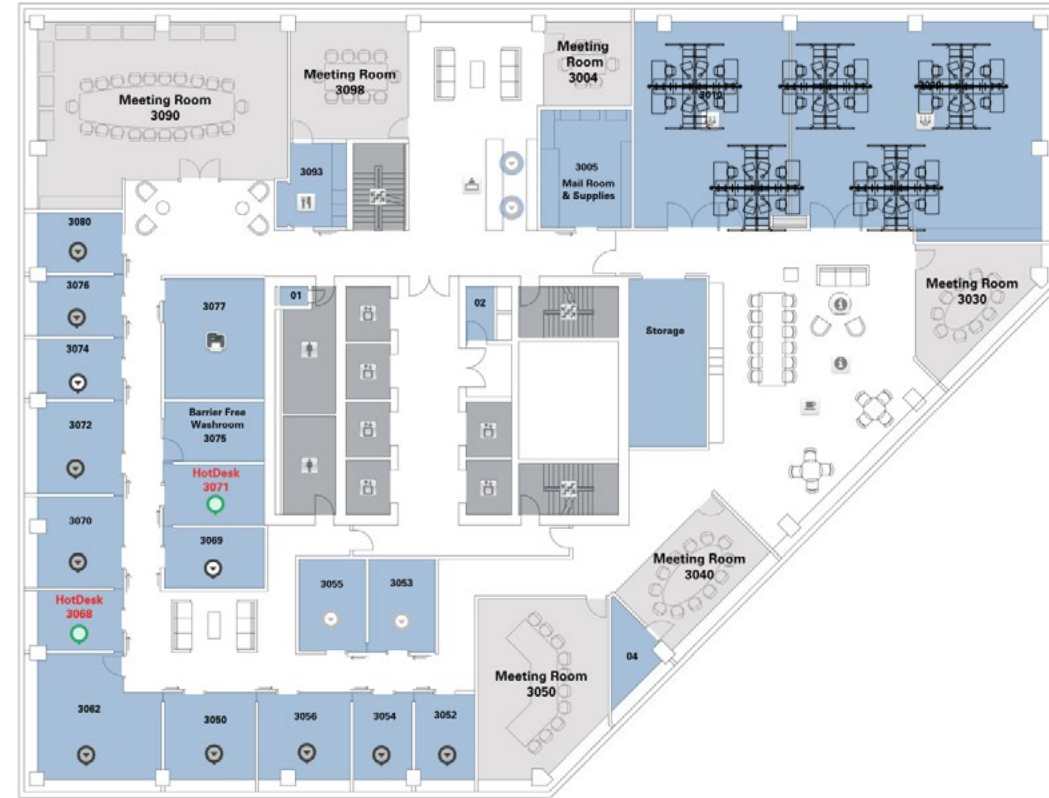 Meeting Room
3090
Meeting Room
3098
Meeting
Room
3004
3010
3093
3005
Mail Room
& Supplies
3080
3076
3074
3072
3070
HotDesk
3068
3077
Barrier Free
Washroom
3075
HotDesk
3071
3069
01
02
Storage
Meeting Room
3030
Meeting Room
3040
3055
3053
Meeting Room
3050
04
3062
3050
3056
3054
3052